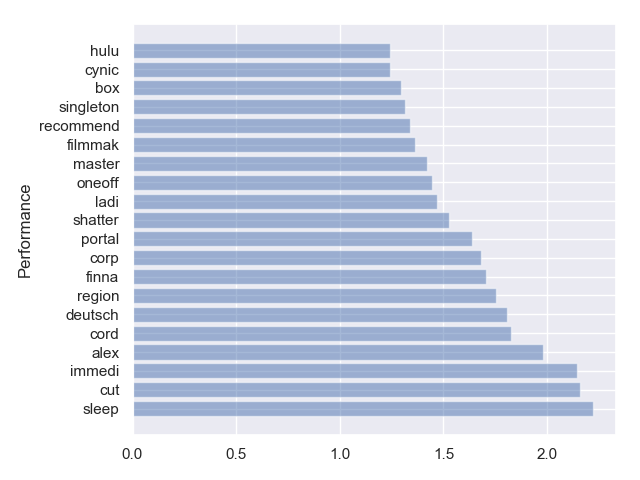 hulu
cynic
box
singleton
recommend
filmmak
master
oneoff
ladi
shatter
portal
corp
finna
region
deutsch
cord
alex
immedi
cut
sleep
Performance
0.0 0.5 1.0 1.5 2.0